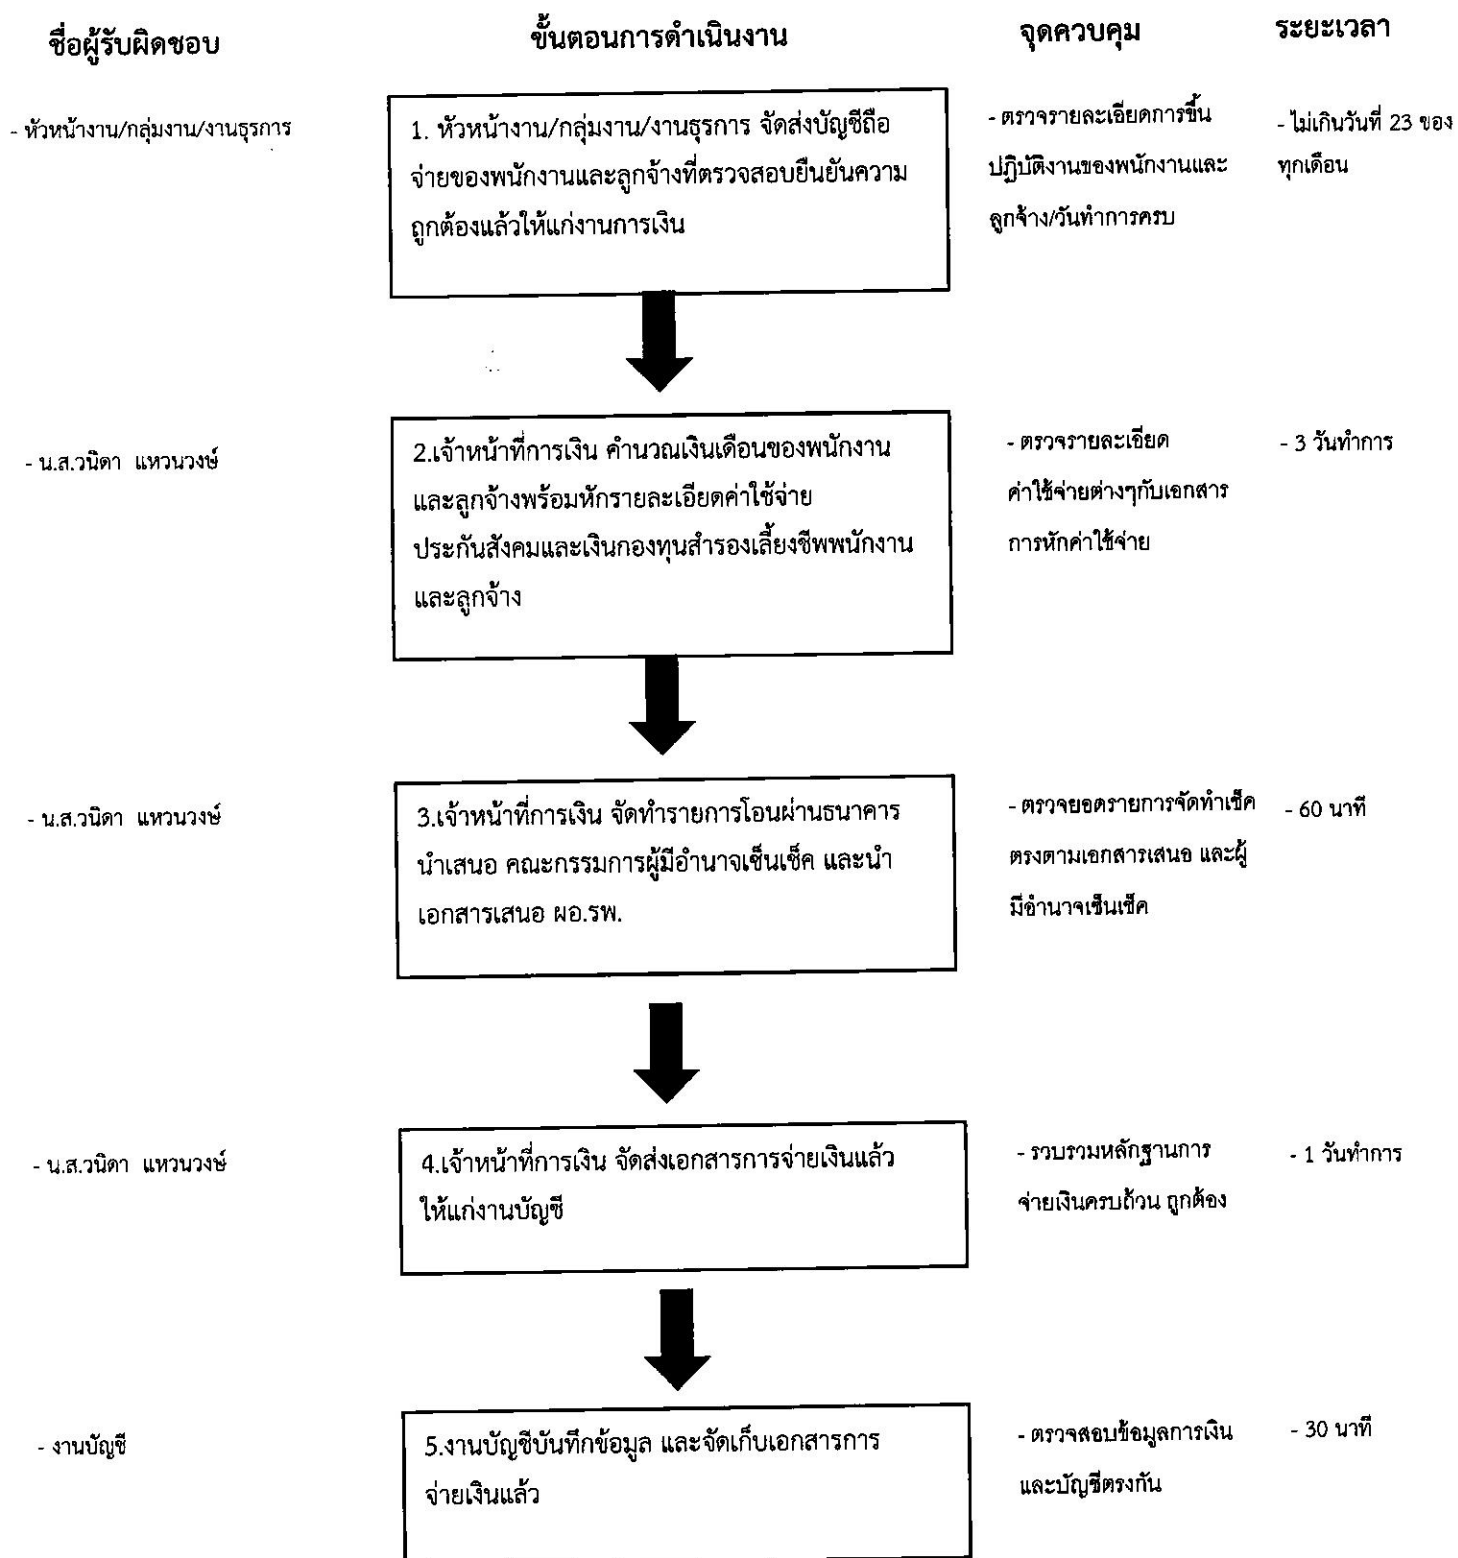 ชื่อผู้รับผิดชอบ ขั้นตอนการดำเนินงาน จุดควบคุม ระยะเวลา
- หัวหน้างาน/กลุ่มงาน/งานธุรการ
1. หัวหน้างาน/กลุ่มงาน/งานธุรการ จัดส่งบัญชีถือ
จ่ายของพนักงานและลูกจ้างที่ตรวจสอบยืนยันความ
ถูกต้องแล้วให้แก่งานการเงิน
- ตรวจรายละเอียดการขึ้น
ปฏิบัติงานของพนักงานและ
ลูกจ้าง/วันทำการครบ
- ไม่เกินวันที่ 23 ของ
ทุกเดือน
- น.ส.วนิดา แหวนวงษ์
2.เจ้าหน้าที่การเงิน คำนวณเงินเดือนของพนักงาน
และลูกจ้างพร้อมหักรายละเอียดค่าใช้จ่าย
ประกันสังคมและเงินกองทุนสำรองเลี้ยงชีพพนักงาน
และลูกจ้าง
- ตรวจรายละเอียด
ค่าใช้จ่ายต่างๆกับเอกสาร
การหักค่าใช้จ่าย
- 3 วันทำการ
- น.ส.วนิดา แหวนวงษ์
3.เจ้าหน้าที่การเงิน จัดทำรายการโอนผ่านธนาคาร
นำเสนอ คณะกรรมการผู้มีอำนาจเซ็นเช็ค และนำ
เอกสารเสนอ ผอ.รพ.
- ตรวจยอดรายการจัดทำเช็ค
ตรงตามเอกสารเสนอ และผู้
มีอำนาจเซ็นเช็ค
- 60 นาที
- น.ส.วนิดา แหวนวงษ์
4.เจ้าหน้าที่การเงิน จัดส่งเอกสารการจ่ายเงินแล้ว
ให้แก่งานบัญชี
- รวบรวมหลักฐานการ
จ่ายเงินครบถ้วน ถูกต้อง
- 1 วันทำการ
- งานบัญชี
5.งานบัญชีบันทึกข้อมูล และจัดเก็บเอกสารการ
จ่ายเงินแล้ว
- ตรวจสอบข้อมูลการเงิน
และบัญชีตรงกัน
- 30 นาที